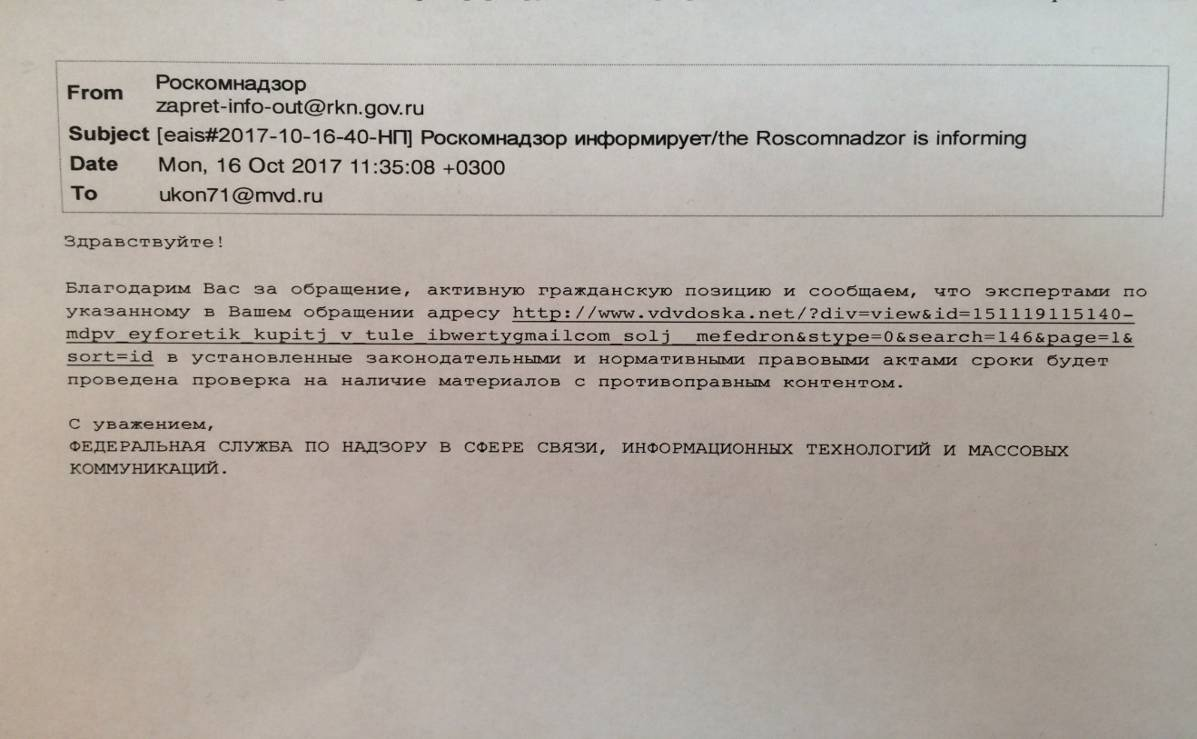 From Роскомнадзор
zapret-info-out@rkn.gov.ru
Subject [eais#2017-10-16-40-НП] Роскомнадзор информирует/the Roscomnadzor is informing
Date Mon, 16 Oct 2017 11:35:08 +0300
To ukon71@mvd.ru
Здравствуйте!
Благодарим Вас за обращение, активную гражданскую позицию и сообщаем, что экспертами по
указанному в Вашем обращении адресу http://www.vdvdoska.net/?div=view&id=151119115140-
mdpv_eyforetik_kupitj_v_tule_ibwertygmailcom_solj__mefedron&stype=0&search=146&page=1&
sort=id в установленные законодательными и нормативными правовыми актами сроки будет
проведена проверка на наличие материалов с противоправным контентом.
С уважением,
ФЕДЕРАЛЬНАЯ СЛУЖБА ПО НАДЗОРУ В СФЕРЕ СВЯЗИ, ИНФОРМАЦИОННЫХ ТЕХНОЛОГИЙ И МАССОВЫХ
КОММУНИКАЦИЙ.